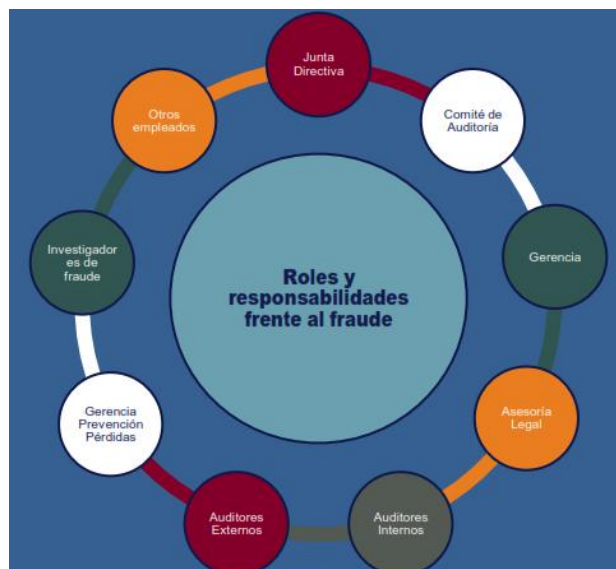 Junta
Directiva
Comité de
Auditoría
Gerencia
Asesoría
Legal
Auditores
Internos
Auditores
Externos
Gerencia
Prevención
Pérdidas
Investigador
es de
fraude
Otros
empleados
Roles y
responsabilidades
frente al fraude